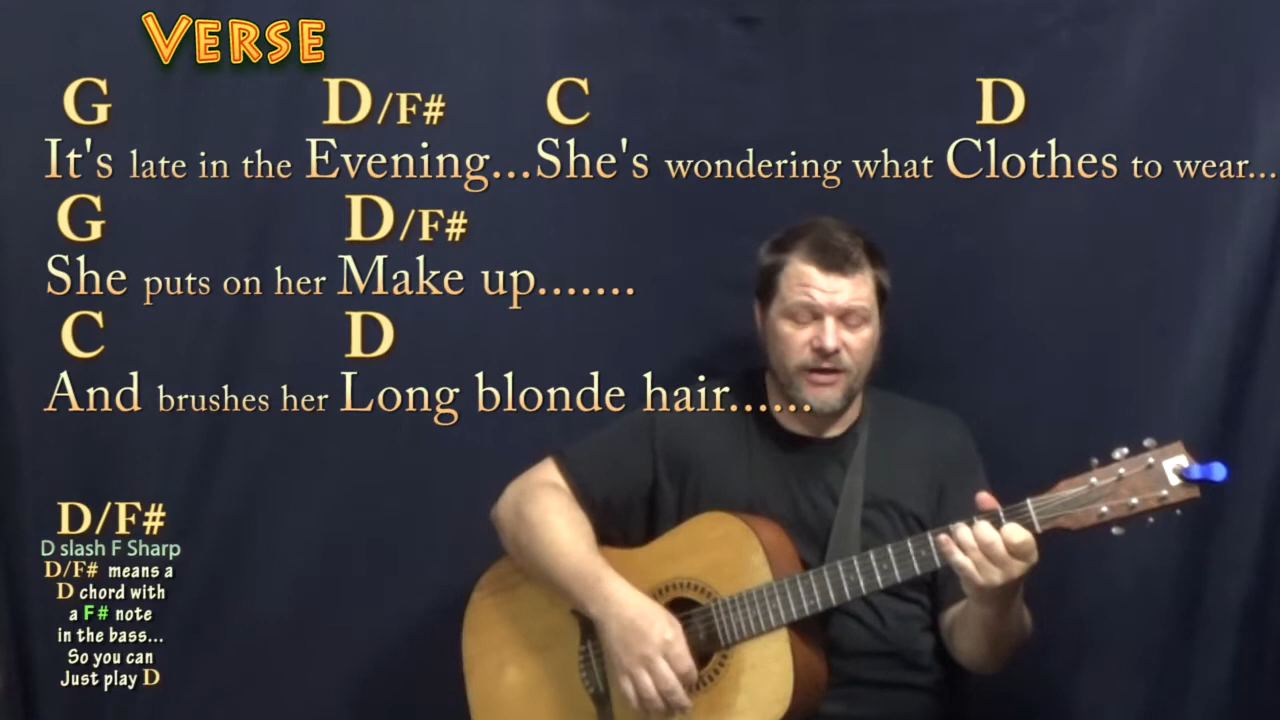 VERSE
G D/F# C D
It's late in the Evening...She's wondering what Clothes to wear...
G D/F#
She puts on her Make up.......
C D
And brushes her Long blonde hair......
D/F#
D slash F Sharp
D/F# means a
D chord with
a F# note
in the bass...
So you can
Just play D